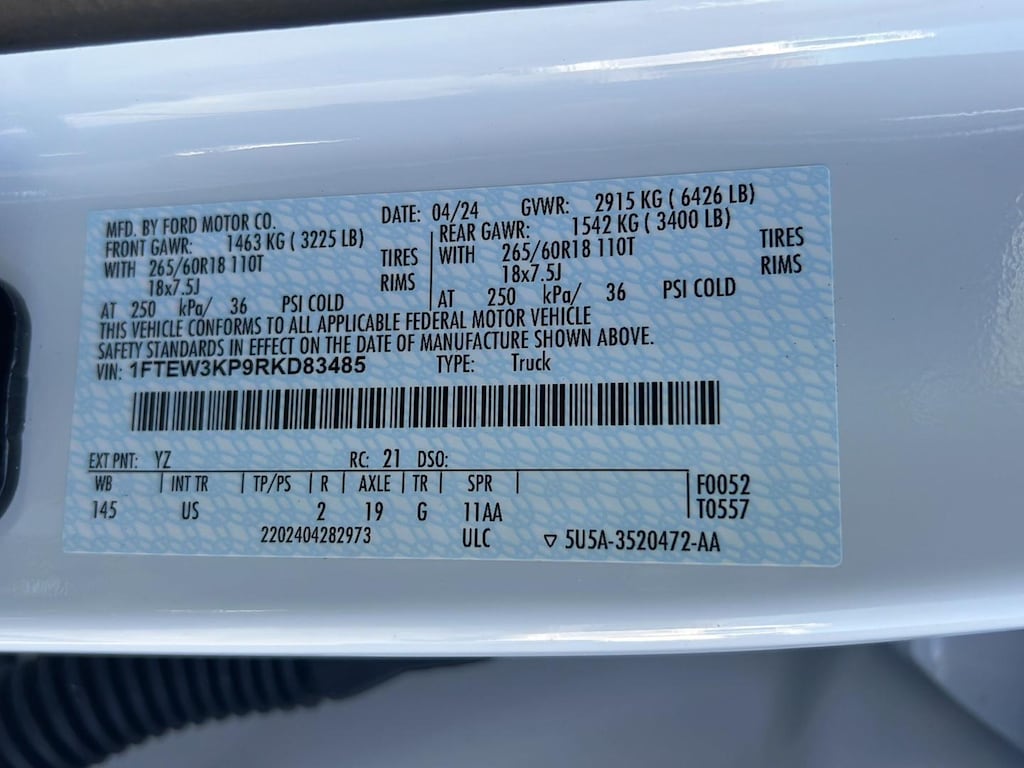 MFD. BY FORD MOTOR CO. DATE: 04/24 GVWR: 2915 KG ( 6426 LB)
FRONT GAWR: 1463 KG ( 3225 LB) REAR GAWR: 1542 KG ( 3400 LB)
WITH 265/60R18 110T TIRES WITH 265/60R18 110T TIRES
18x7.5J RIMS 18x7.5J RIMS
AT 250 kPa/ 36 PSI COLD AT 250 kPa/ 36 PSI COLD
THIS VEHICLE CONFORMS TO ALL APPLICABLE FEDERAL MOTOR VEHICLE
SAFETY STANDARDS IN EFFECT ON THE DATE OF MANUFACTURE SHOWN ABOVE.
VIN: 1FTEW3KP9RKD83485 TYPE: Truck
EXT PNT: YZ RC: 21 DSO:
WB INT TR TP/PS R AXLE TR SPR F0052
145 US 2 19 G 11AA T0557
2202404282973 ULC ▽ 5U5A-3520472-AA